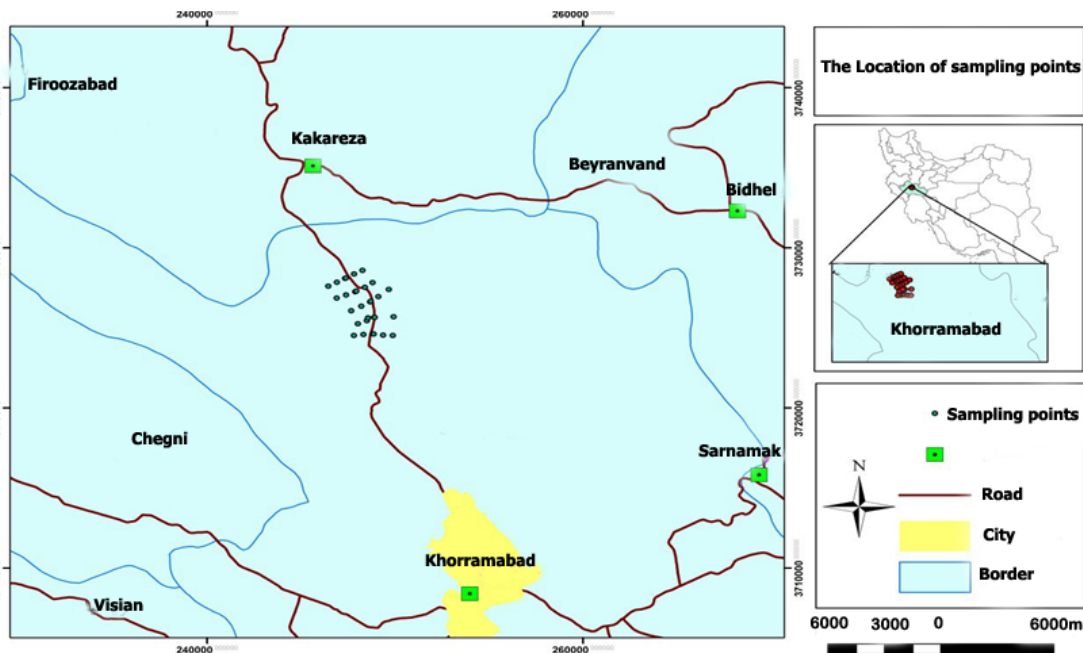 240000
260000
The Location of sampling points
Firoozabad
3740000
Kakareza
Beyranvand
Bidhel
3730000
Khorramabad
Sampling points
3720000
Chegni
Sarnamak
N
Road
City
Khorramabad
3710000
Border
Visian
6000 3000 0 6000m
240000
260000